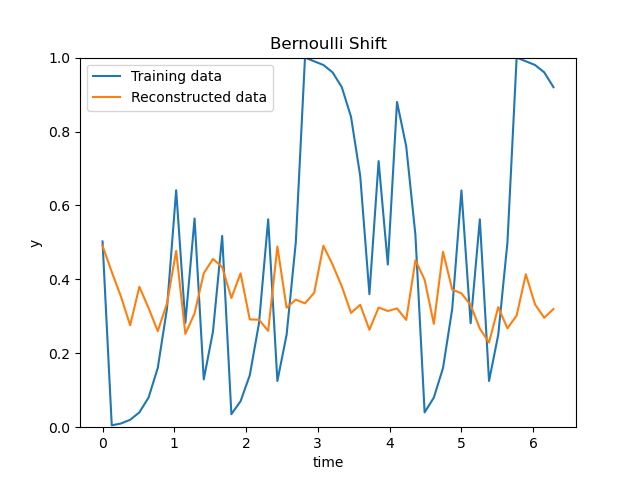 Bernoulli Shift
Training data
Reconstructed data
y
1.0
0.8
0.6
0.4
0.2
0.0
0 1 2 3 4 5 6
time